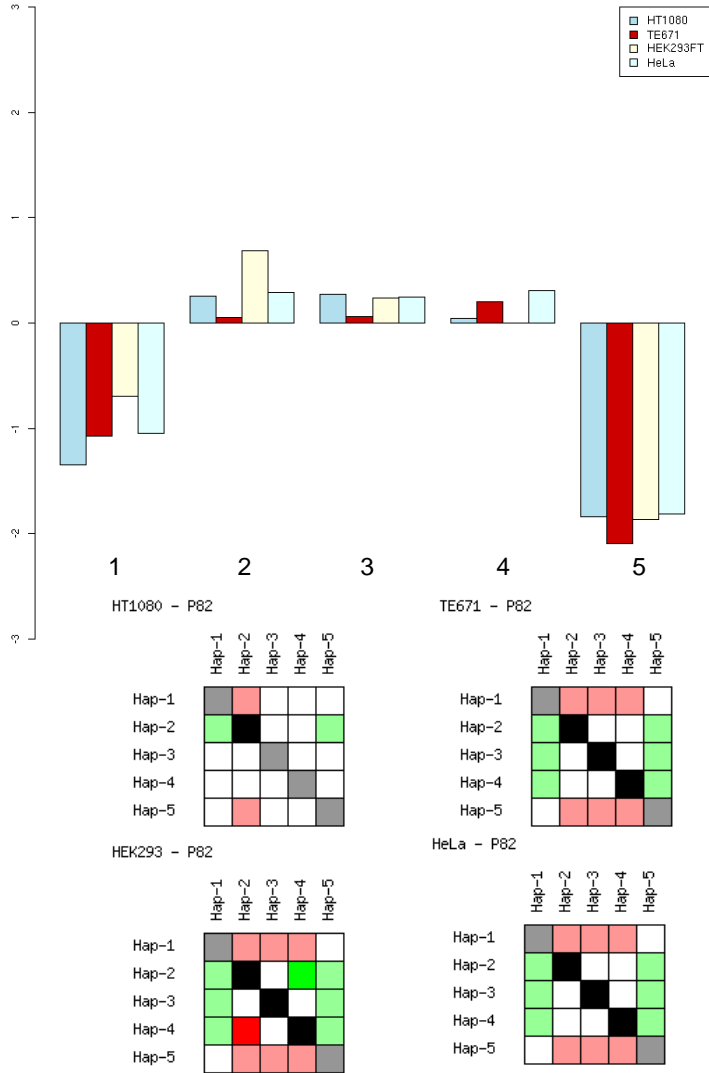 3
HT1080
TE671
HEK293FT
HeLa
2
1
0
-1
-2
1 2 3 4 5
-3
HT1080 - P82
Hap-1 Hap-2 Hap-3 Hap-4 Hap-5
Hap-1
Hap-2
Hap-3
Hap-4
Hap-5
TE671 - P82
Hap-1 Hap-2 Hap-3 Hap-4 Hap-5
Hap-1
Hap-2
Hap-3
Hap-4
Hap-5
HEK293 - P82
Hap-1 Hap-2 Hap-3 Hap-4 Hap-5
Hap-1
Hap-2
Hap-3
Hap-4
Hap-5
HeLa - P82
Hap-1 Hap-2 Hap-3 Hap-4 Hap-5
Hap-1
Hap-2
Hap-3
Hap-4
Hap-5